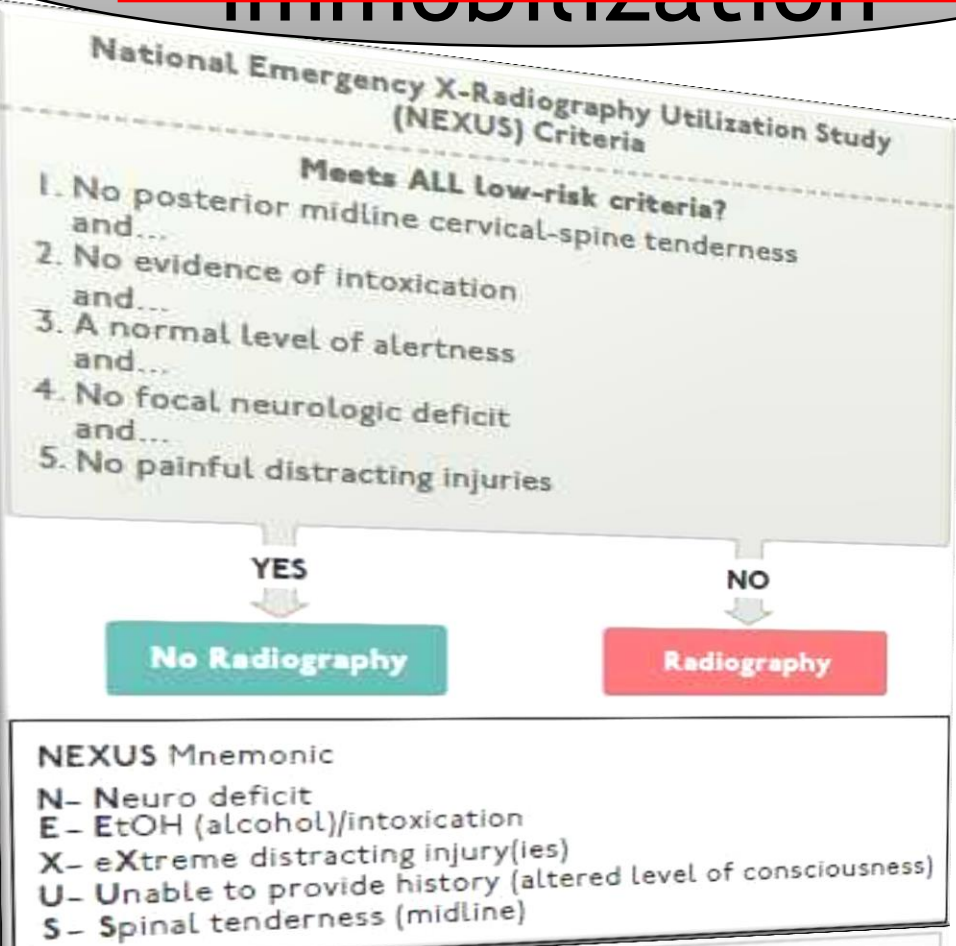 immobilization
National Emergency X-Radiography Utilization Study
(NEXUS) Criteria
Meets ALL low-risk criteria?
1. No posterior midline cervical-spine tenderness
and...
2. No evidence of intoxication
and...
3. A normal level of alertness
and...
4. No focal neurologic deficit
and...
5. No painful distracting injuries
YES
NO
No Radiography
Radiography
NEXUS Mnemonic
N– Neuro deficit
E – EtOH (alcohol)/intoxication
X– eXtreme distracting injury(ies)
U– Unable to provide history (altered level of consciousness)
S – Spinal tenderness (midline)